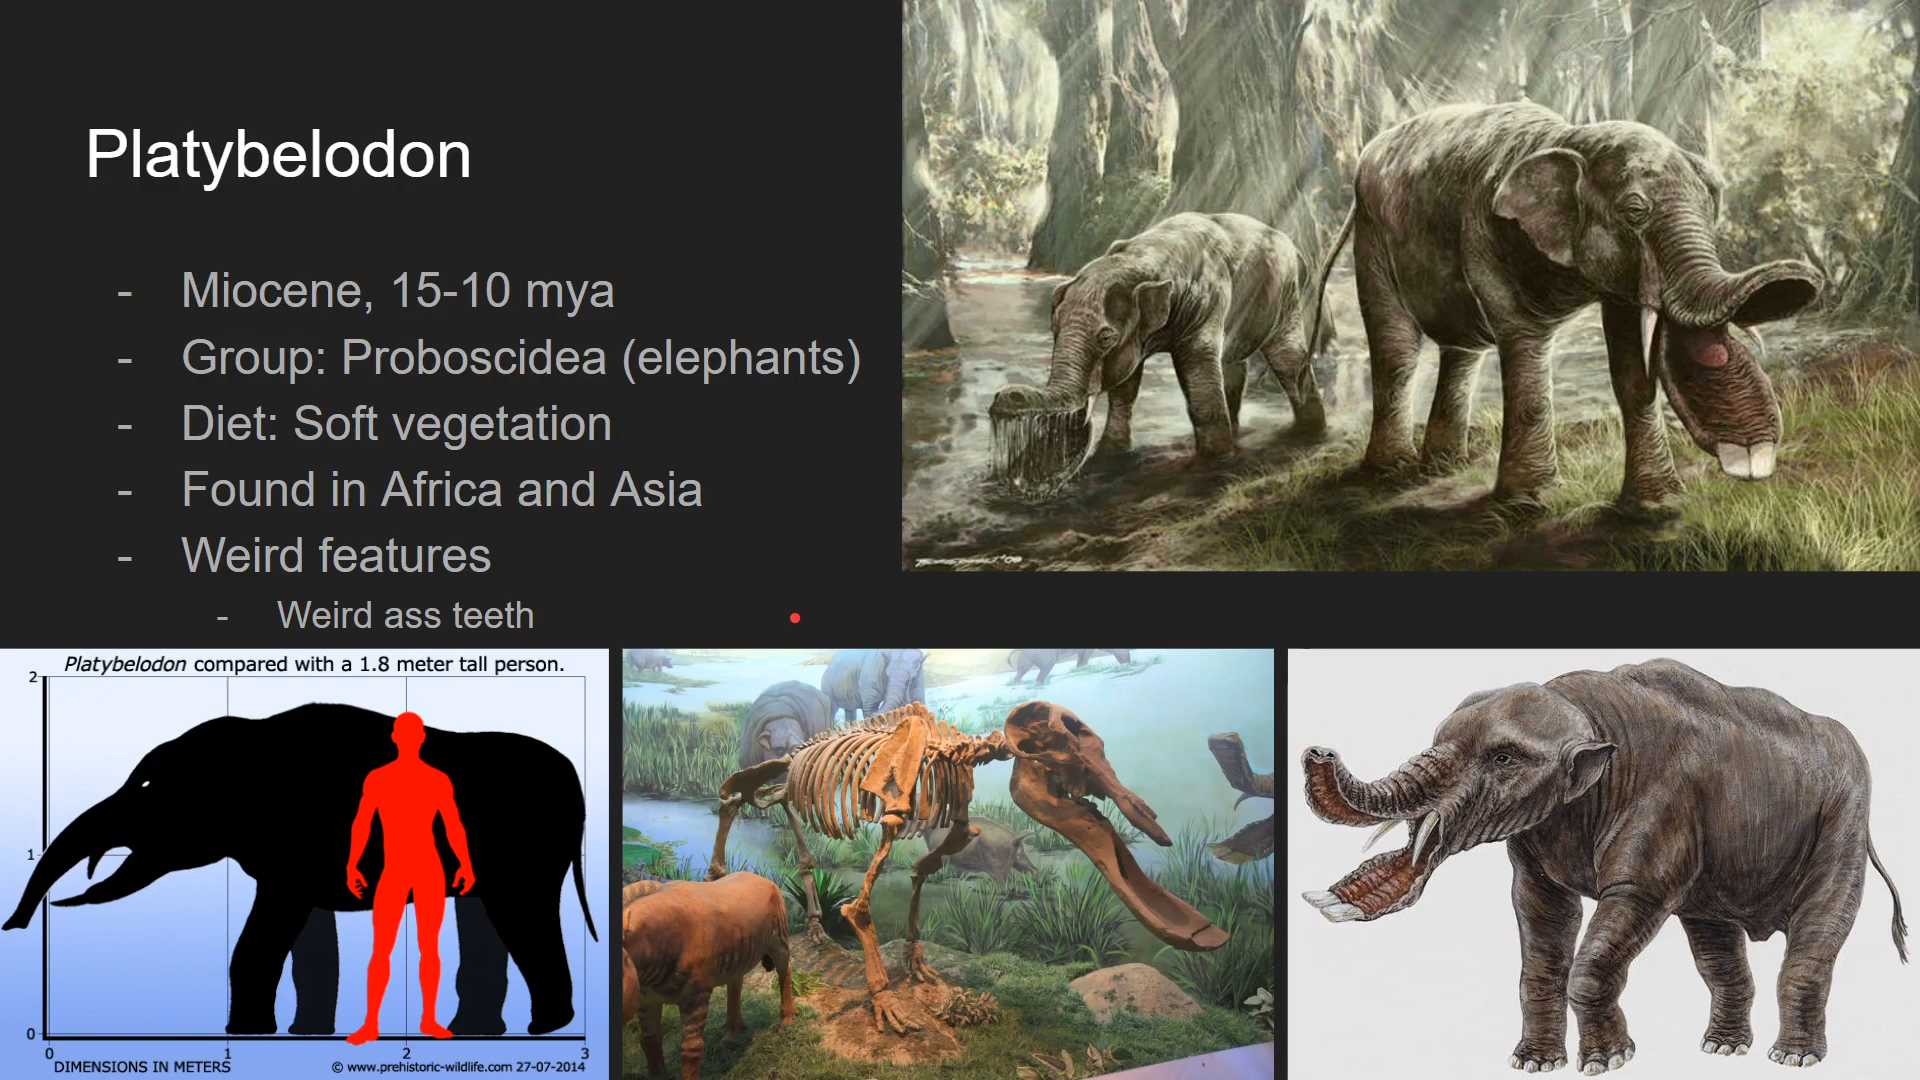 Platybelodon
- Miocene, 15-10 mya
- Group: Proboscidea (elephants)
- Diet: Soft vegetation
- Found in Africa and Asia
- Weird features
- Weird ass teeth
Platybelodon compared with a 1.8 meter tall person.
2
1
0
0 1 2 3
DIMENSIONS IN METERS © www.prehistoric-wildlife.com 27-07-2014